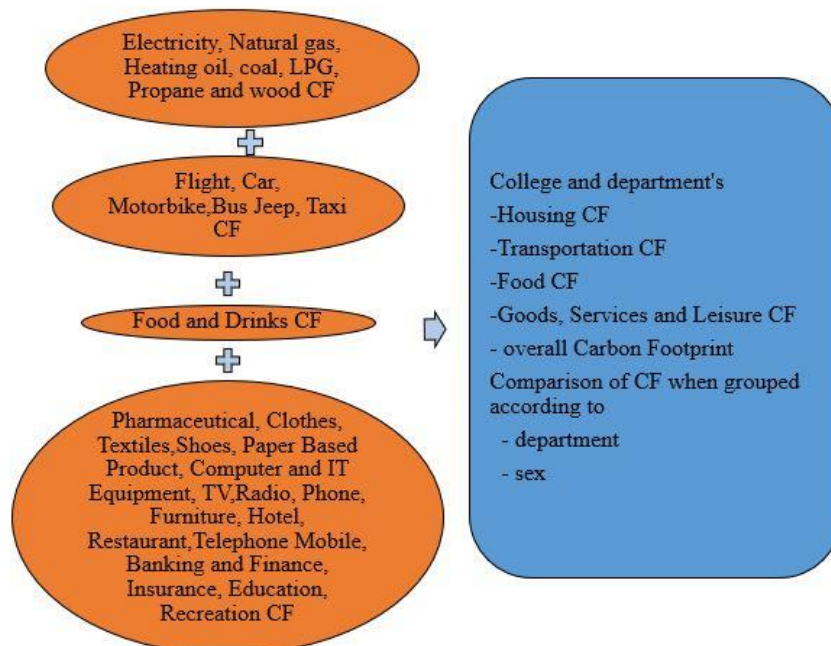 Electricity, Natural gas,
Heating oil, coal, LPG,
Propane and wood CF
Flight, Car,
Motorbike,Bus Jeep, Taxi
CF
Food and Drinks CF
Pharmaceutical, Clothes,
Textiles,Shoes, Paper Based
Product, Computer and IT
Equipment, TV,Radio, Phone,
Furniture, Hotel,
Restaurant,Telephone Mobile,
Banking and Finance,
Insurance, Education,
Recreation CF
College and department's
-Housing CF
-Transportation CF
-Food CF
-Goods, Services and Leisure CF
- overall Carbon Footprint
Comparison of CF when grouped
according to
- department
- sex